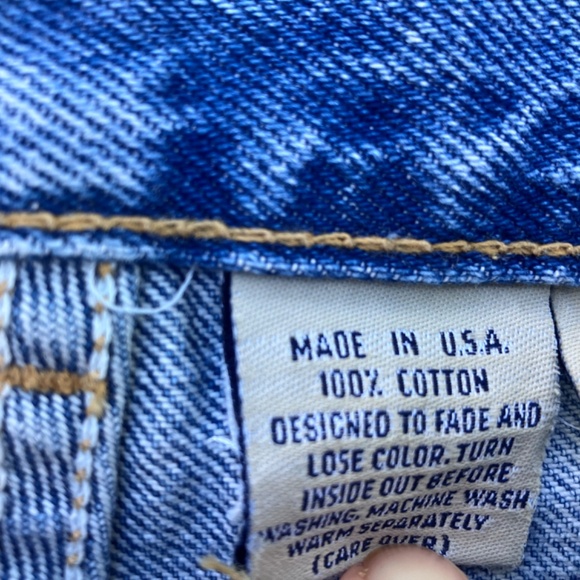 MADE IN U.S.A.
100% COTTON
DESIGNED TO FADE AND
LOSE COLOR. TURN
INSIDE OUT BEFORE
WASHING. MACHINE WASH
WARM SEPARATELY
(CARE OVER)